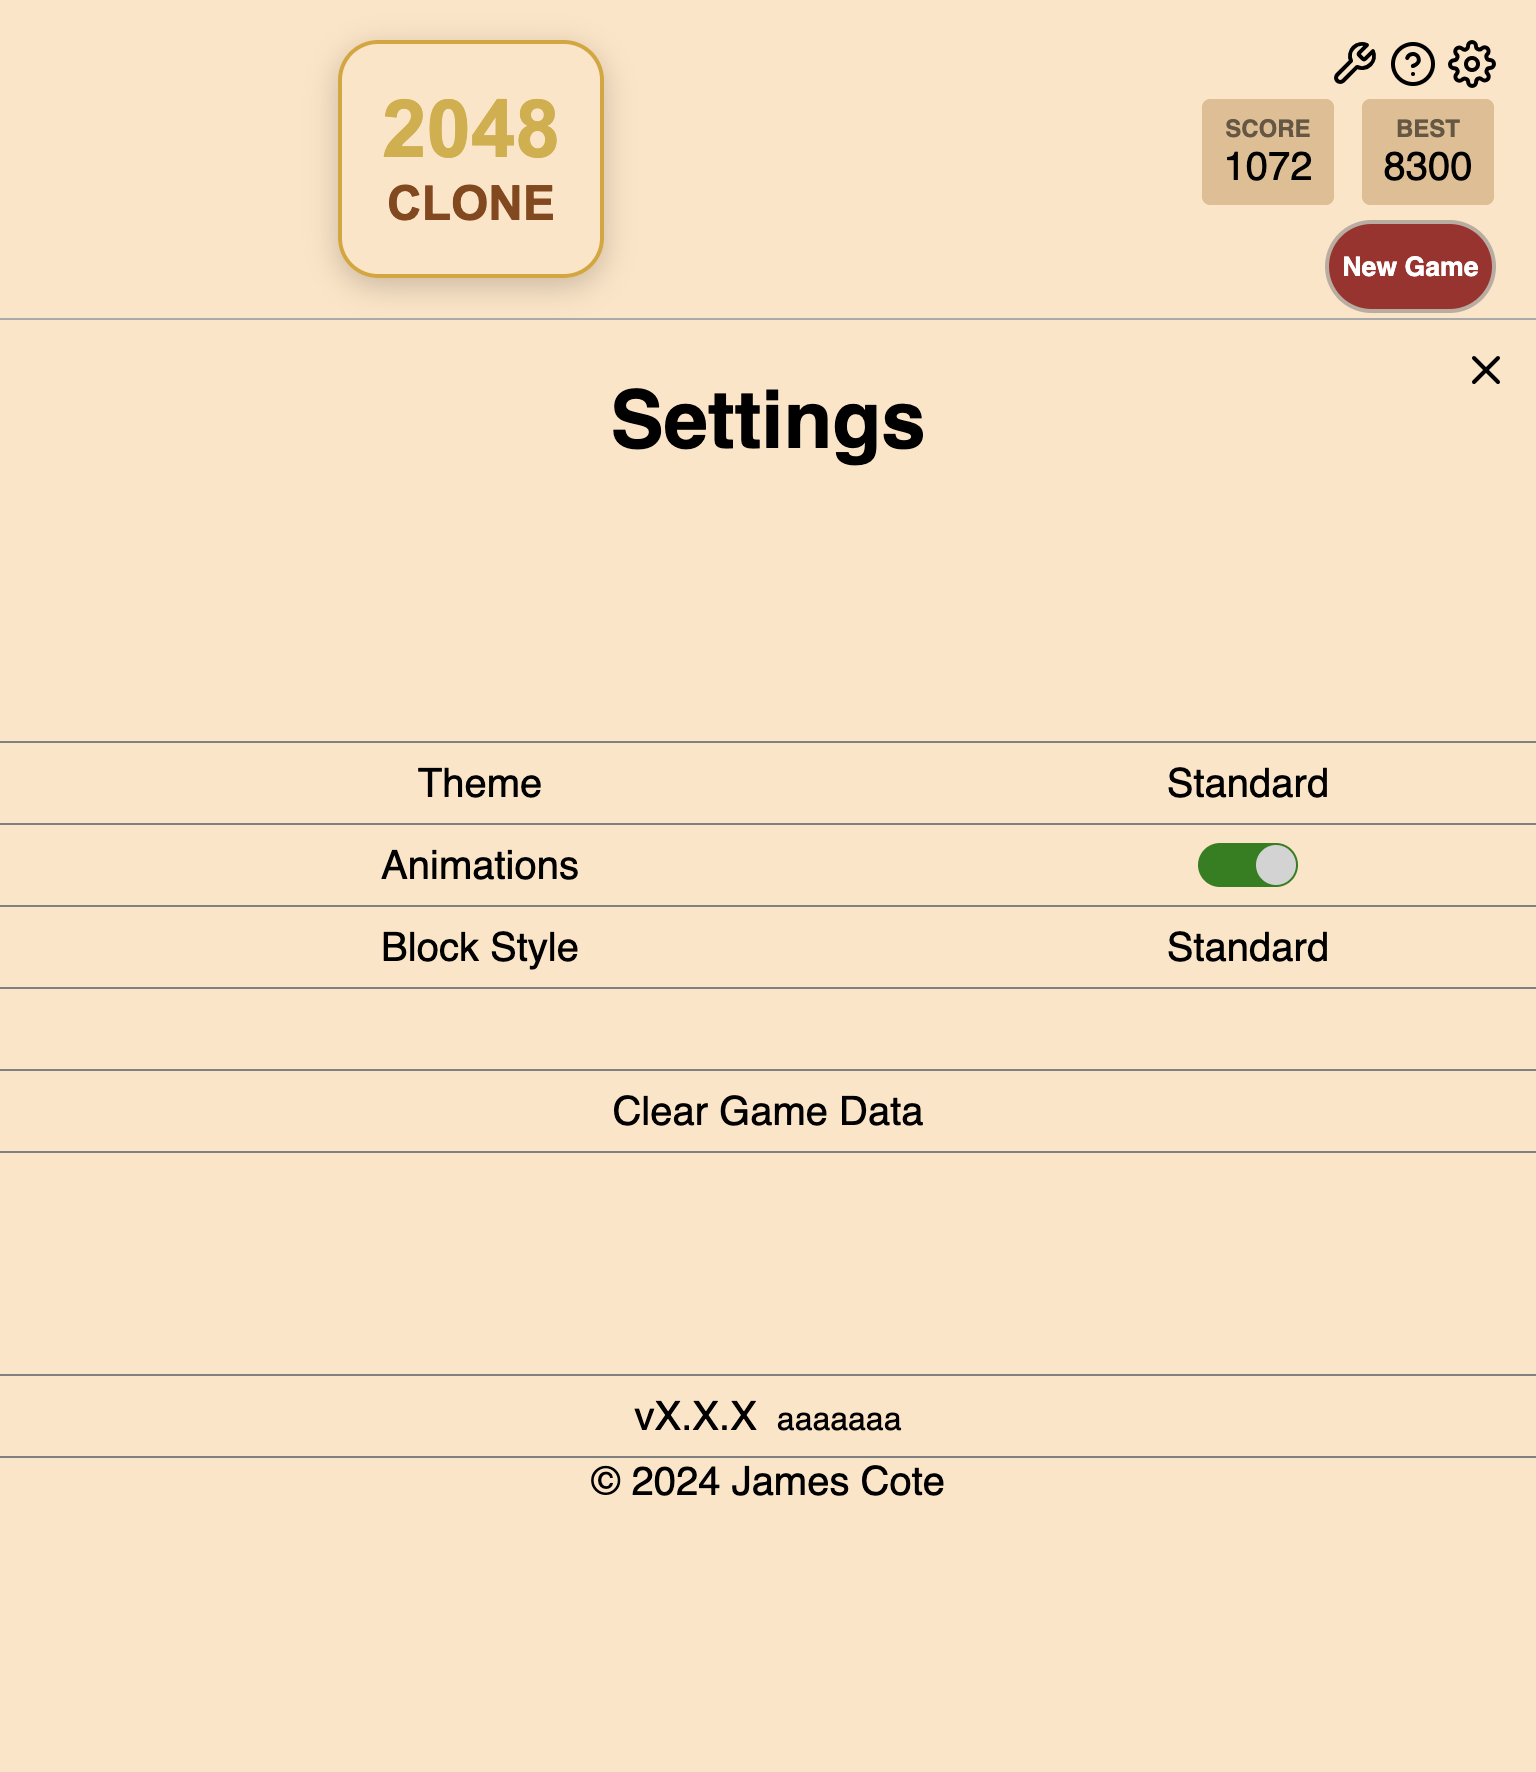 2048
CLONE
SCORE
1072
BEST
8300
New Game
Settings
Theme
Standard
Animations
Block Style
Standard
Clear Game Data
vX.X.X aaaaaaa
© 2024 James Cote